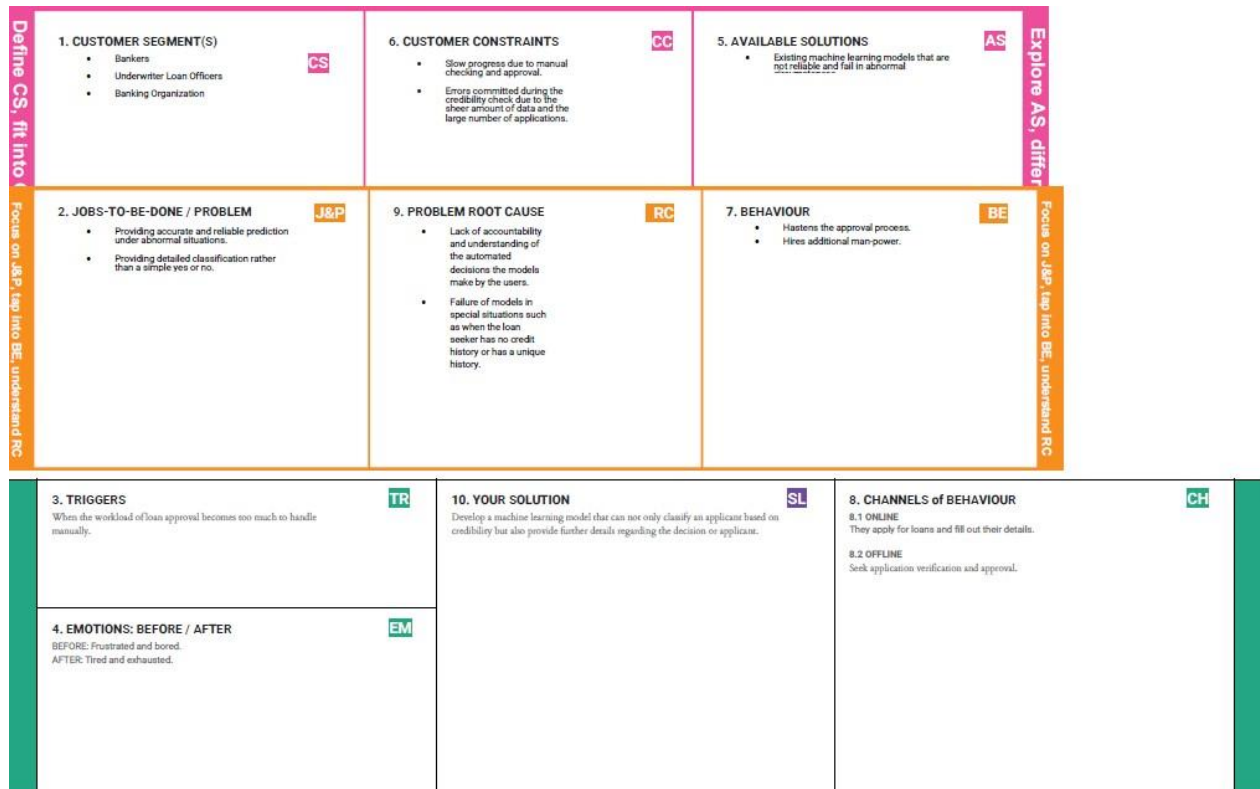 Define CS, fit into
1. CUSTOMER SEGMENT(S)
CS
• Bankers
• Underwriter Loan Officers
• Banking Organization
6. CUSTOMER CONSTRAINTS
CC
• Slow progress due to manual
checking and approval.
• Errors committed during the
credibility check due to the
sheer amount of data and the
large number of applications.
5. AVAILABLE SOLUTIONS
AS
• Existing machine learning models that are
not reliable and fail in abnormal
Explore AS, differ
Focus on J&P, tap into BE, understand RC
2. JOBS-TO-BE-DONE / PROBLEM
J&P
• Providing accurate and reliable prediction
under abnormal situations.
• Providing detailed classification rather
than a simple yes or no.
9. PROBLEM ROOT CAUSE
RC
• Lack of accountability
and understanding of
the automated
decisions the models
make by the users.
• Failure of models in
special situations such
as when the loan
seeker has no credit
history or has a unique
history.
7. BEHAVIOUR
BE
• Hastens the approval process.
• Hires additional man-power.
Focus on J&P, tap into BE, understand RC
3. TRIGGERS
TR
When the workload of loan approval becomes too much to handle
manually.
4. EMOTIONS: BEFORE / AFTER
EM
BEFORE: Frustrated and bored.
AFTER: Tired and exhausted.
10. YOUR SOLUTION
SL
Develop a machine learning model that can not only classify an applicant based on
credibility but also provide further details regarding the decision or applicant.
8. CHANNELS of BEHAVIOUR
CH
8.1 ONLINE
They apply for loans and fill out their details.
8.2 OFFLINE
Seek application verification and approval.